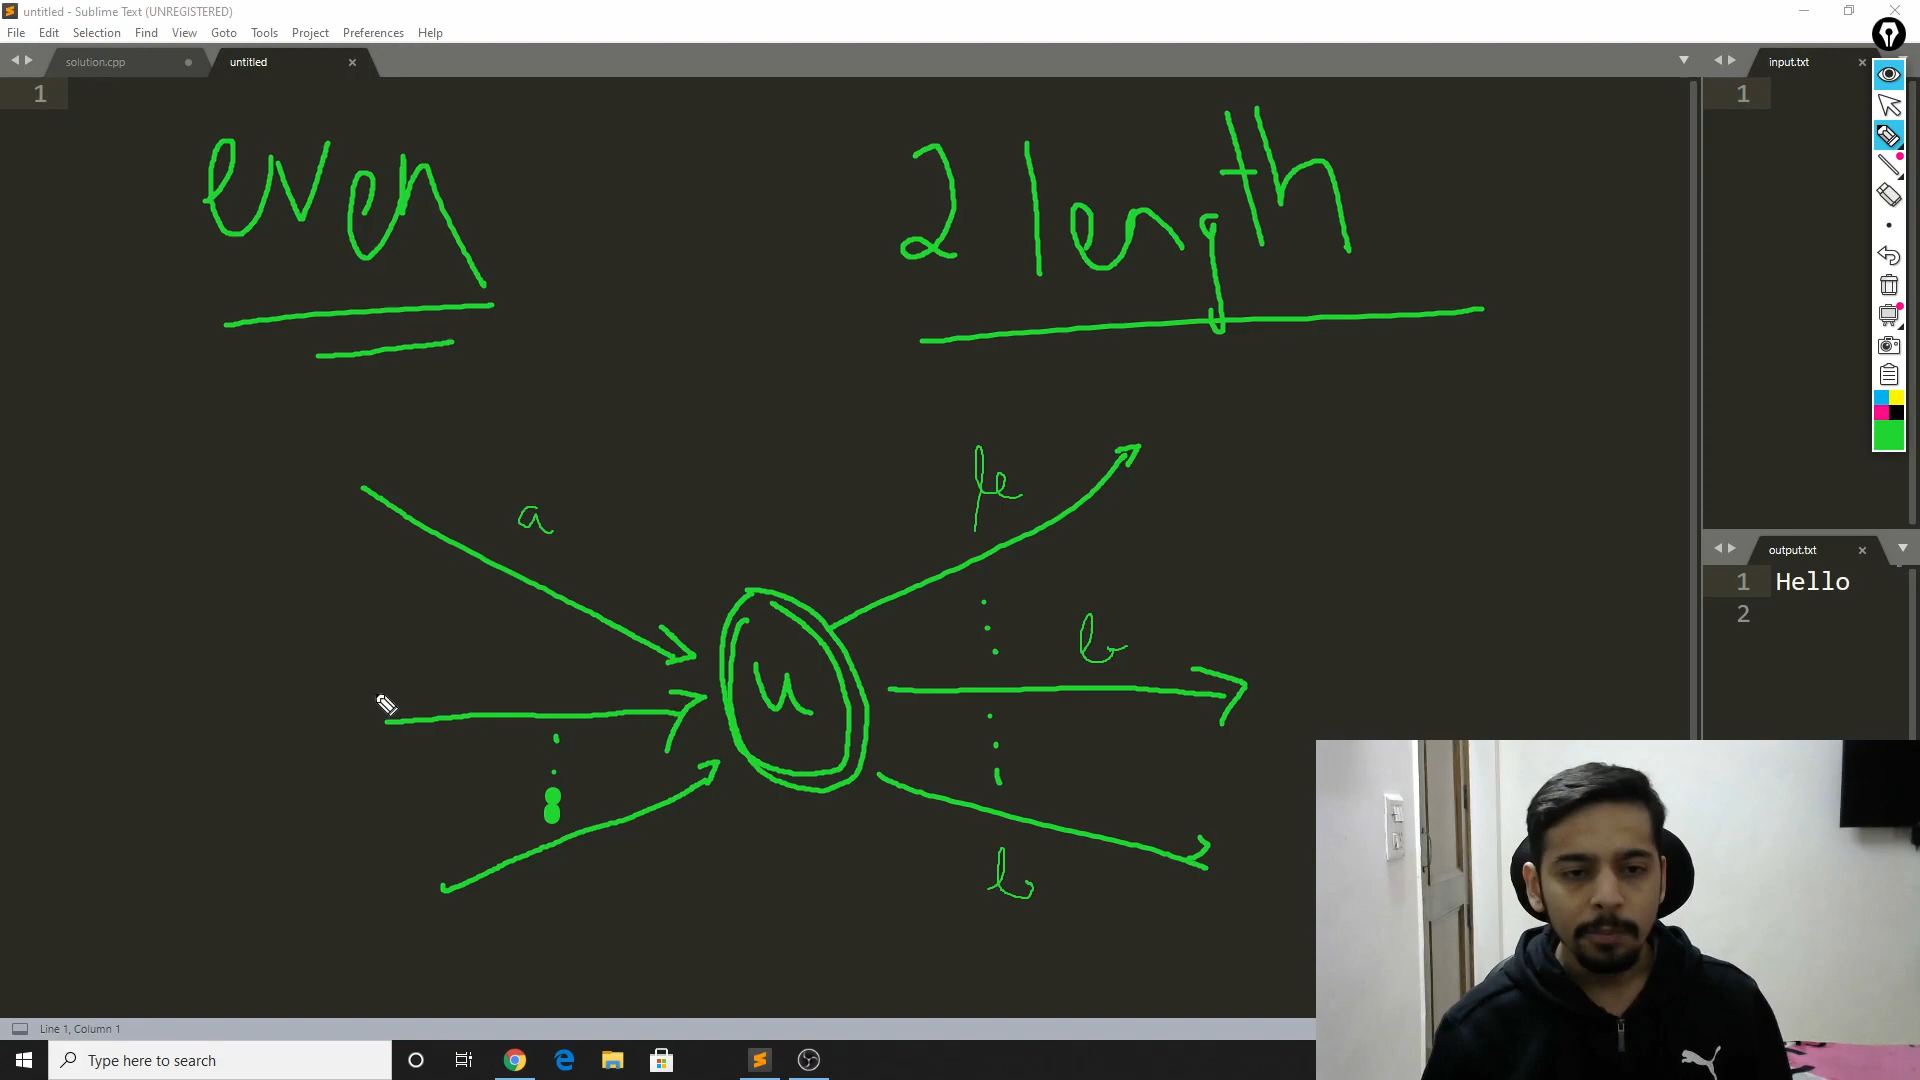 untitled - Sublime Text (UNREGISTERED)
File Edit Selection Find View Goto Tools Project Preferences Help
solution.cpp
untitled
input.txt
1
1
even
2 length
a
b
b
u
output.txt
1 Hello
2
Line 1, Column 1
Type here to search